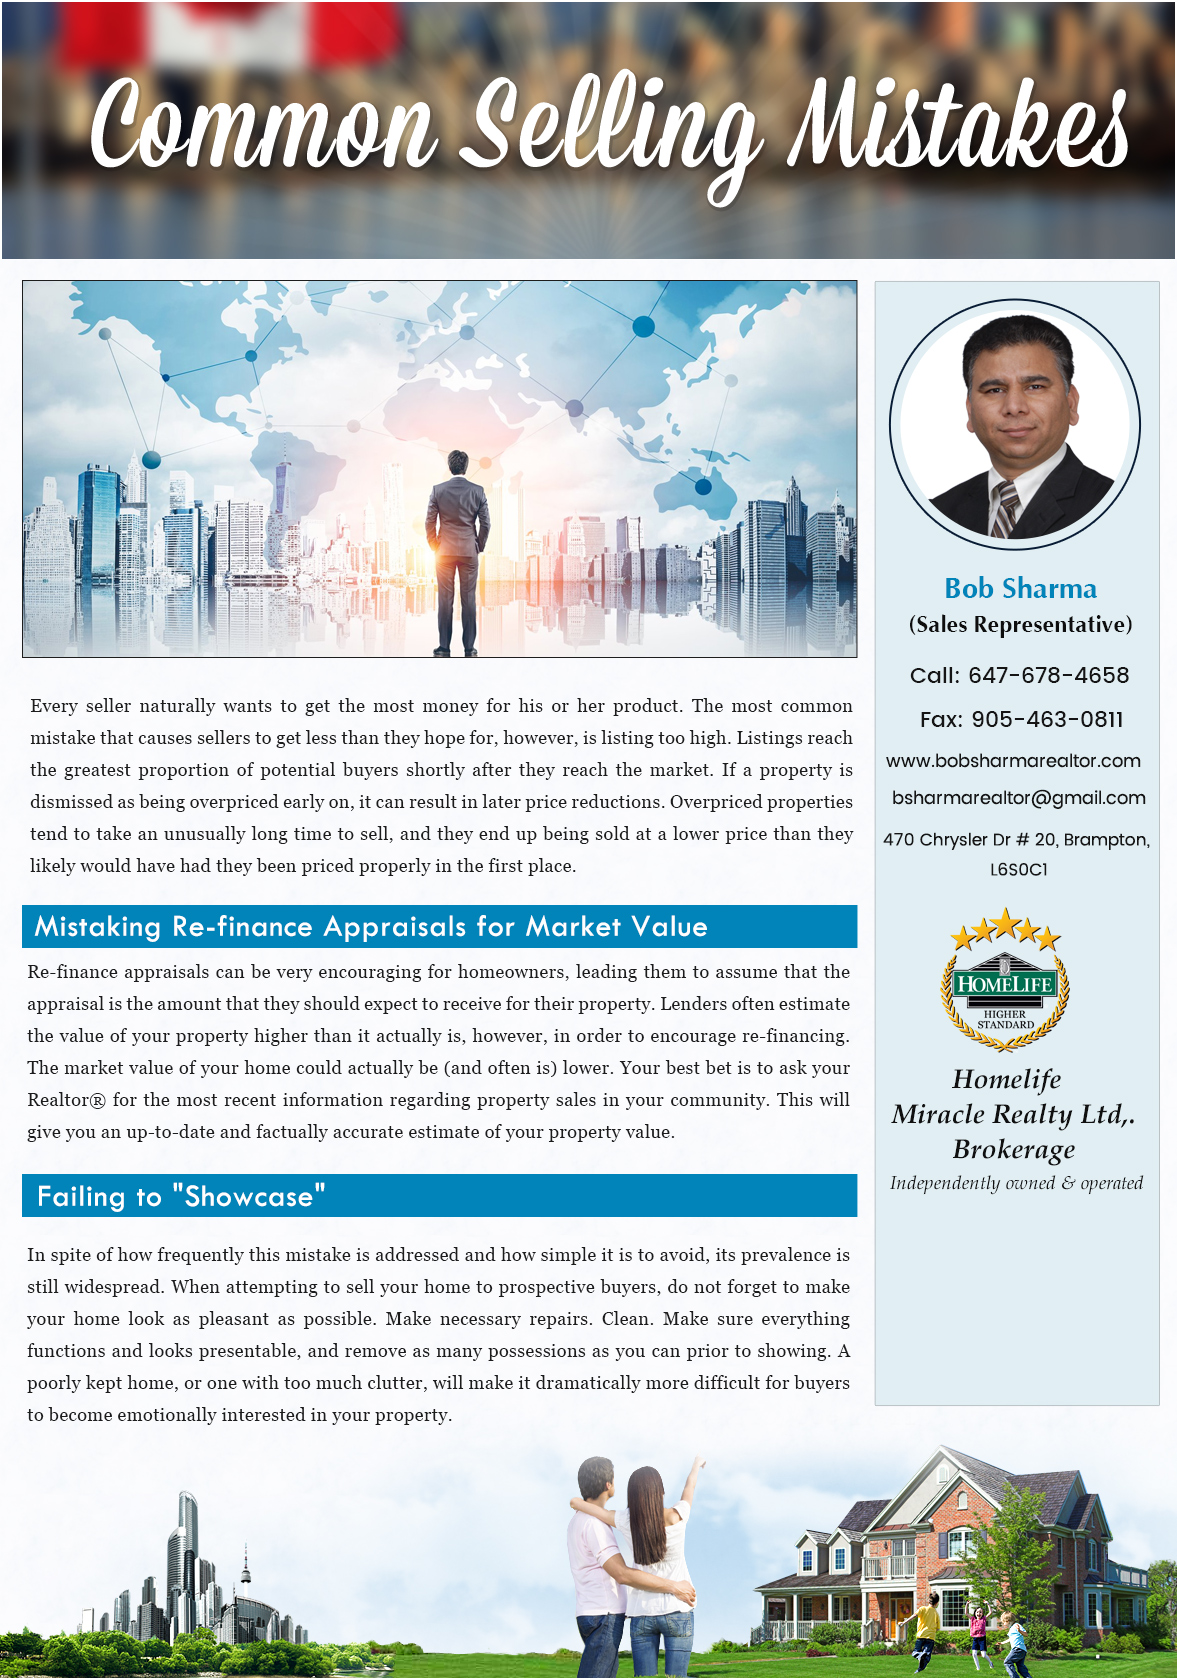 Common Selling Mistakes
Every seller naturally wants to get the most money for his or her product. The most common
mistake that causes sellers to get less than they hope for, however, is listing too high. Listings reach
the greatest proportion of potential buyers shortly after they reach the market. If a property is
dismissed as being overpriced early on, it can result in later price reductions. Overpriced properties
tend to take an unusually long time to sell, and they end up being sold at a lower price than they
likely would have had they been priced properly in the first place.
Mistaking Re-finance Appraisals for Market Value
Re-finance appraisals can be very encouraging for homeowners, leading them to assume that the
appraisal is the amount that they should expect to receive for their property. Lenders often estimate
the value of your property higher than it actually is, however, in order to encourage re-financing.
The market value of your home could actually be (and often is) lower. Your best bet is to ask your
Realtor® for the most recent information regarding property sales in your community. This will
give you an up-to-date and factually accurate estimate of your property value.
Failing to "Showcase"
In spite of how frequently this mistake is addressed and how simple it is to avoid, its prevalence is
still widespread. When attempting to sell your home to prospective buyers, do not forget to make
your home look as pleasant as possible. Make necessary repairs. Clean. Make sure everything
functions and looks presentable, and remove as many possessions as you can prior to showing. A
poorly kept home, or one with too much clutter, will make it dramatically more difficult for buyers
to become emotionally interested in your property.
Bob Sharma
(Sales Representative)
Call: 647-678-4658
Fax: 905-463-0811
www.bobsharmarealtor.com
bsharmarealtor@gmail.com
470 Chrysler Dr # 20, Brampton,
L6S0C1
HOMELIFE
HIGHER
STANDARD
Homelife
Miracle Realty Ltd,.
Brokerage
Independently owned & operated